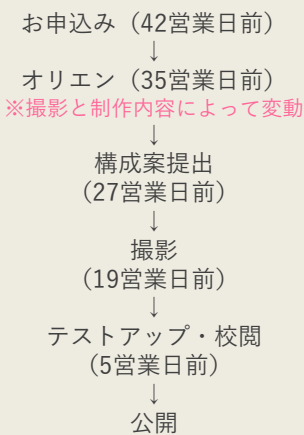 お申込み（42営業日前）
↓
オリエン（35営業日前）
※撮影と制作内容によって変動
↓
構成案提出
（27営業日前）
↓
撮影
（19営業日前）
↓
テストアップ・校閲
（5営業日前）
↓
公開